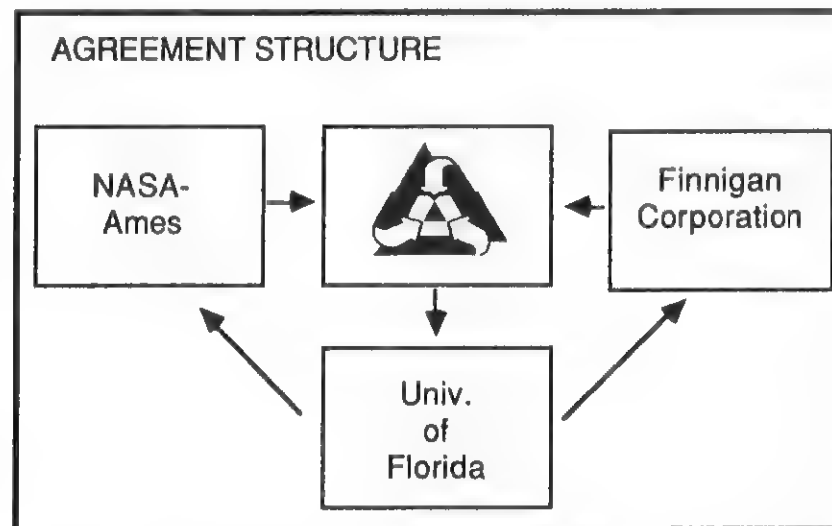 AGREEMENT STRUCTURE
NASA-
Ames
Finnigan
Corporation
Univ.
of
Florida